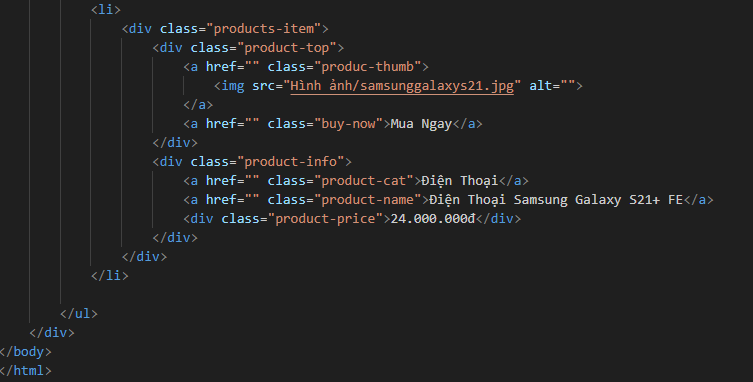 <li>
<div class="products-item">
<div class="product-top">
<a href="" class="produc-thumb">
<img src="Hình ảnh/samsunggalaxys21.jpg" alt="">
</a>
<a href="" class="buy-now">Mua Ngay</a>
</div>
<div class="product-info">
<a href="" class="product-cat">Điện Thoại</a>
<a href="" class="product-name">Điện Thoại Samsung Galaxy S21+ FE</a>
<div class="product-price">24.000.000đ</div>
</div>
</div>
</li>
</ul>
</div>
</body>
</html>